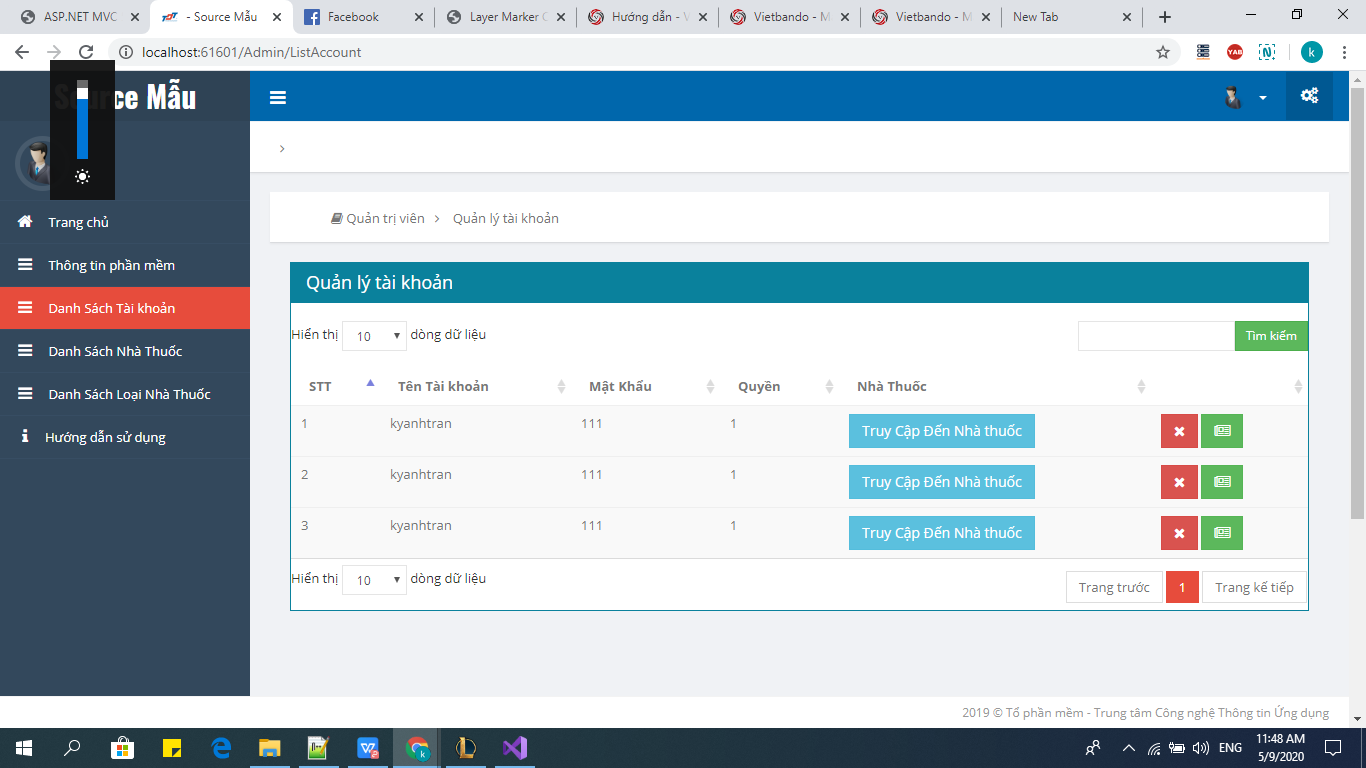 ASP.NET MVC
- Source Mẫu
Facebook
Layer Marker
Hướng dẫn -
Vietbando - M
Vietbando - M
New Tab
localhost:61601/Admin/ListAccount
YAB
N
k
Mẫu
Quản trị viên > Quản lý tài khoản
Trang chủ
Thông tin phần mềm
Danh Sách Tài khoản
Danh Sách Nhà Thuốc
Danh Sách Loại Nhà Thuốc
Hướng dẫn sử dụng
Quản lý tài khoản
Hiển thị 10 dòng dữ liệu
Tìm kiếm
STT Tên Tài khoản Mật Khẩu Quyền Nhà Thuốc
1 kyanhtran 111 1 Truy Cập Đến Nhà thuốc
2 kyanhtran 111 1 Truy Cập Đến Nhà thuốc
3 kyanhtran 111 1 Truy Cập Đến Nhà thuốc
Hiển thị 10 dòng dữ liệu
Trang trước 1 Trang kế tiếp
2019 © Tổ phần mềm - Trung tâm Công nghệ Thông tin Ứng dụng
ENG
11:48 AM
5/9/2020